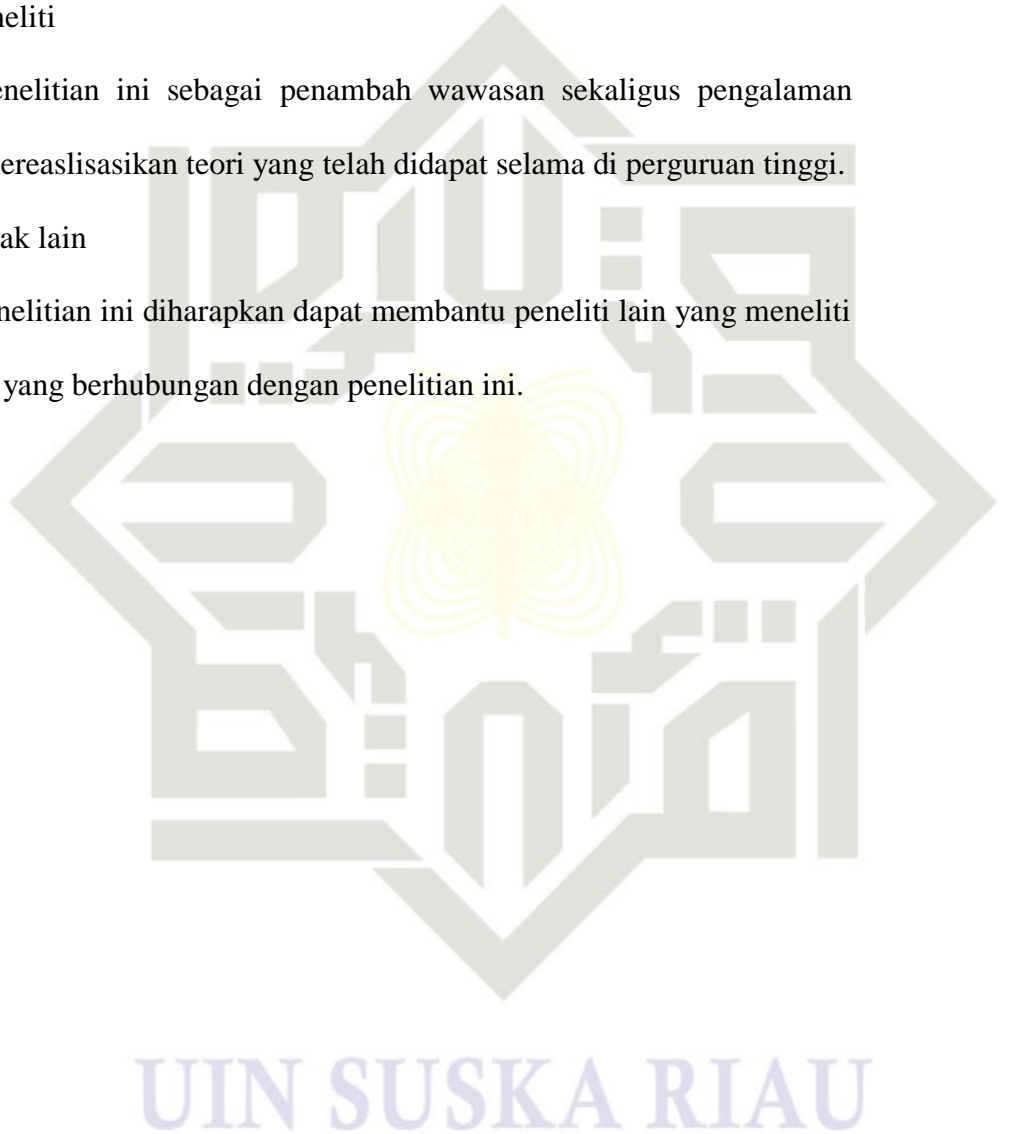 neliti
enelitian ini sebagai penambah wawasan sekaligus pengalaman
ereaslisasikan teori yang telah didapat selama di perguruan tinggi.
ak lain
nelitian ini diharapkan dapat membantu peneliti lain yang meneliti
yang berhubungan dengan penelitian ini.
UIN SUSKA RIAU